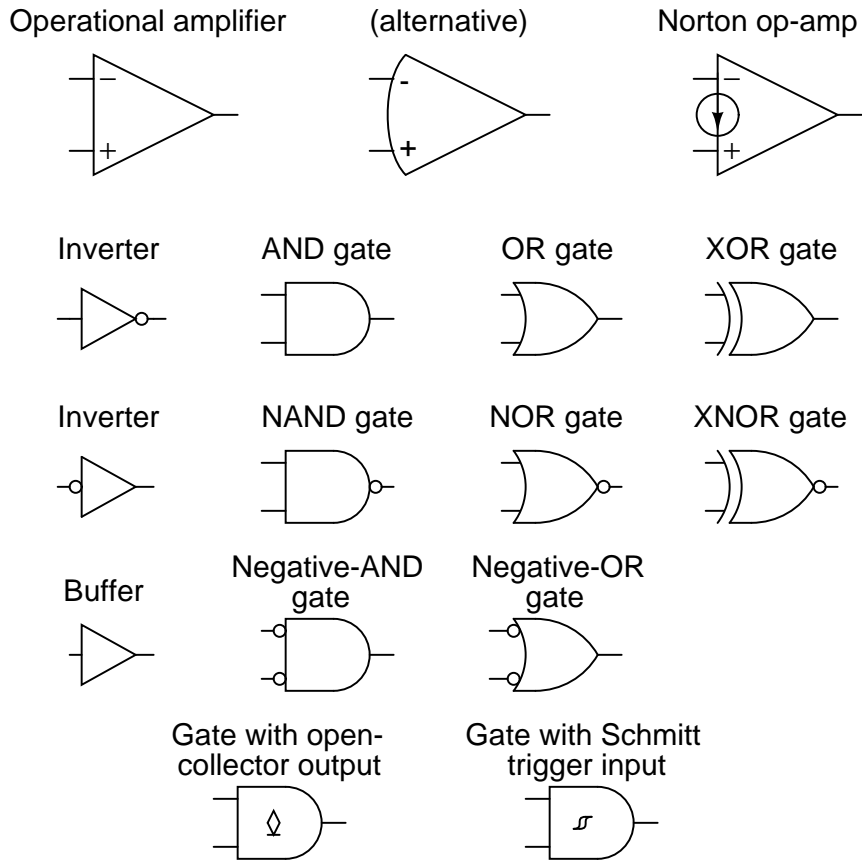 Operational amplifier
(alternative)
Norton op-amp
−
+
-
+
−
+
Inverter
AND gate
OR gate
XOR gate
Inverter
NAND gate
NOR gate
XNOR gate
Buffer
Negative-AND
gate
Negative-OR
gate
Gate with open-
collector output
Gate with Schmitt
trigger input